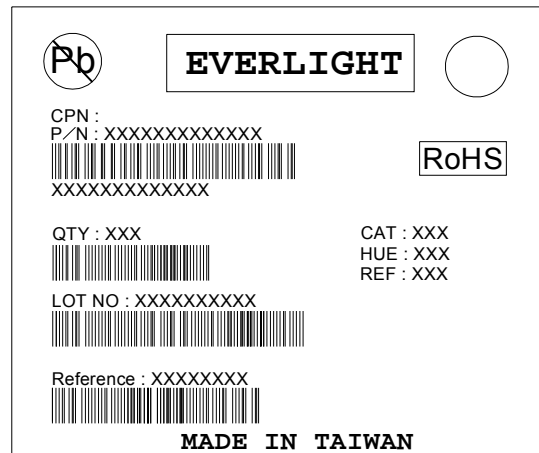 Pb
EVERLIGHT
CPN :
P/N : XXXXXXXXXXXXX
RoHS
XXXXXXXXXXXXX
QTY : XXX
CAT : XXX
HUE : XXX
REF : XXX
LOT NO : XXXXXXXXXX
Reference : XXXXXXXX
MADE IN TAIWAN